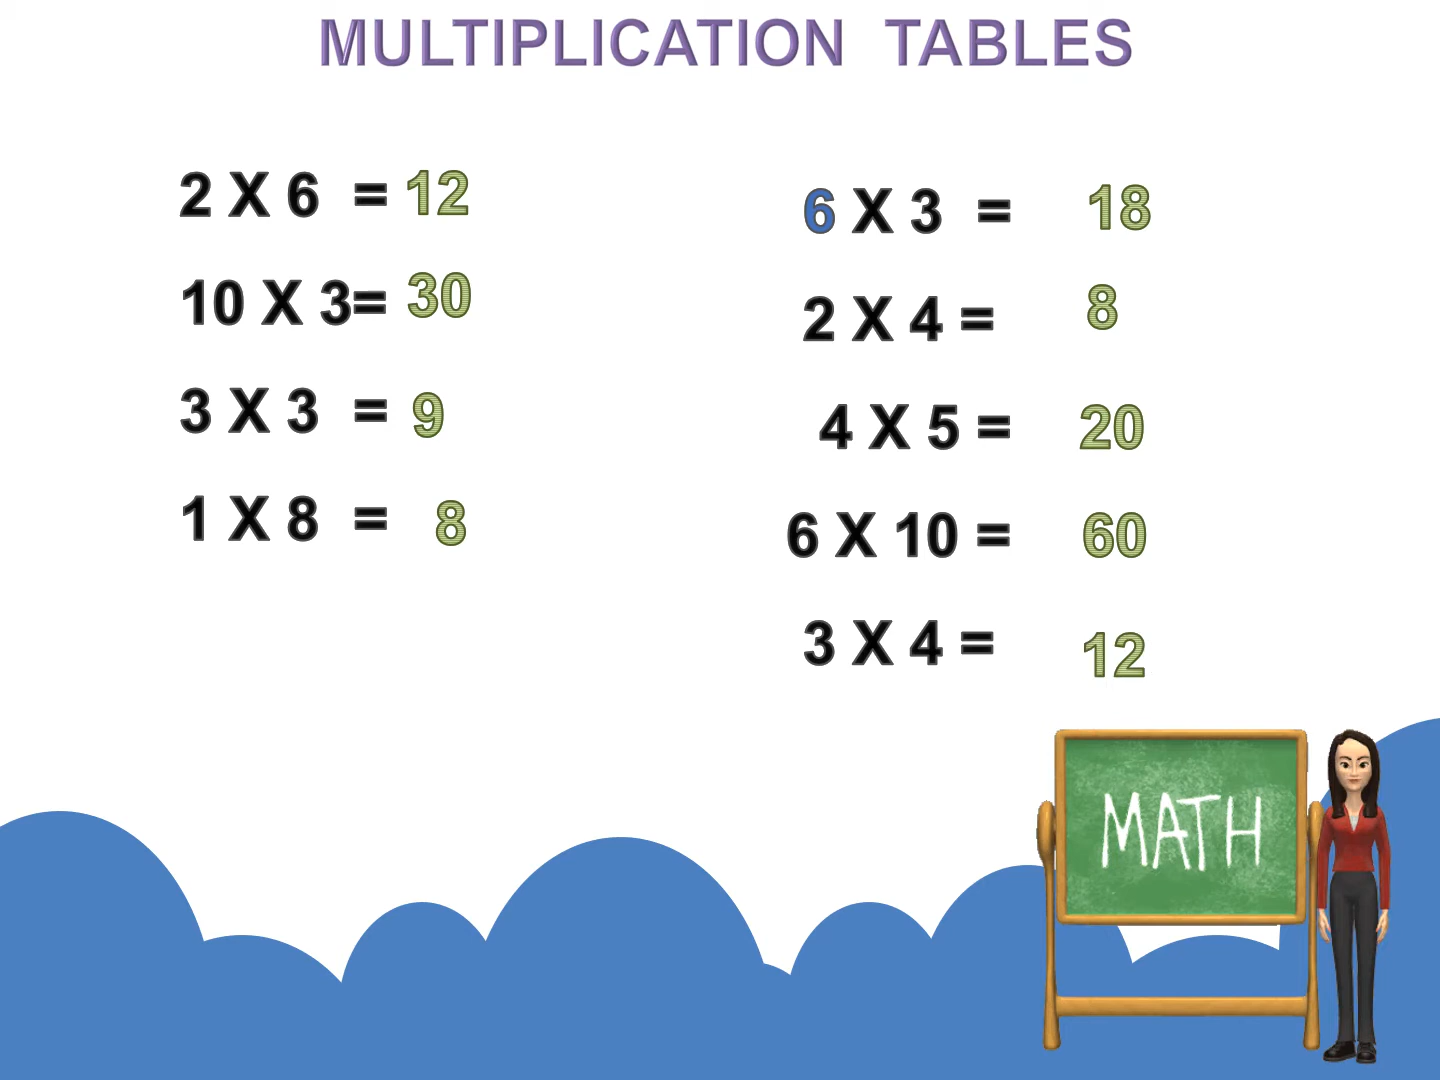 MULTIPLICATION TABLES
2 X 6 = 12
10 X 3= 30
3 X 3 = 9
1 X 8 = 8
6 X 3 = 18
2 X 4 = 8
4 X 5 = 20
6 X 10 = 60
3 X 4 = 12
MATH